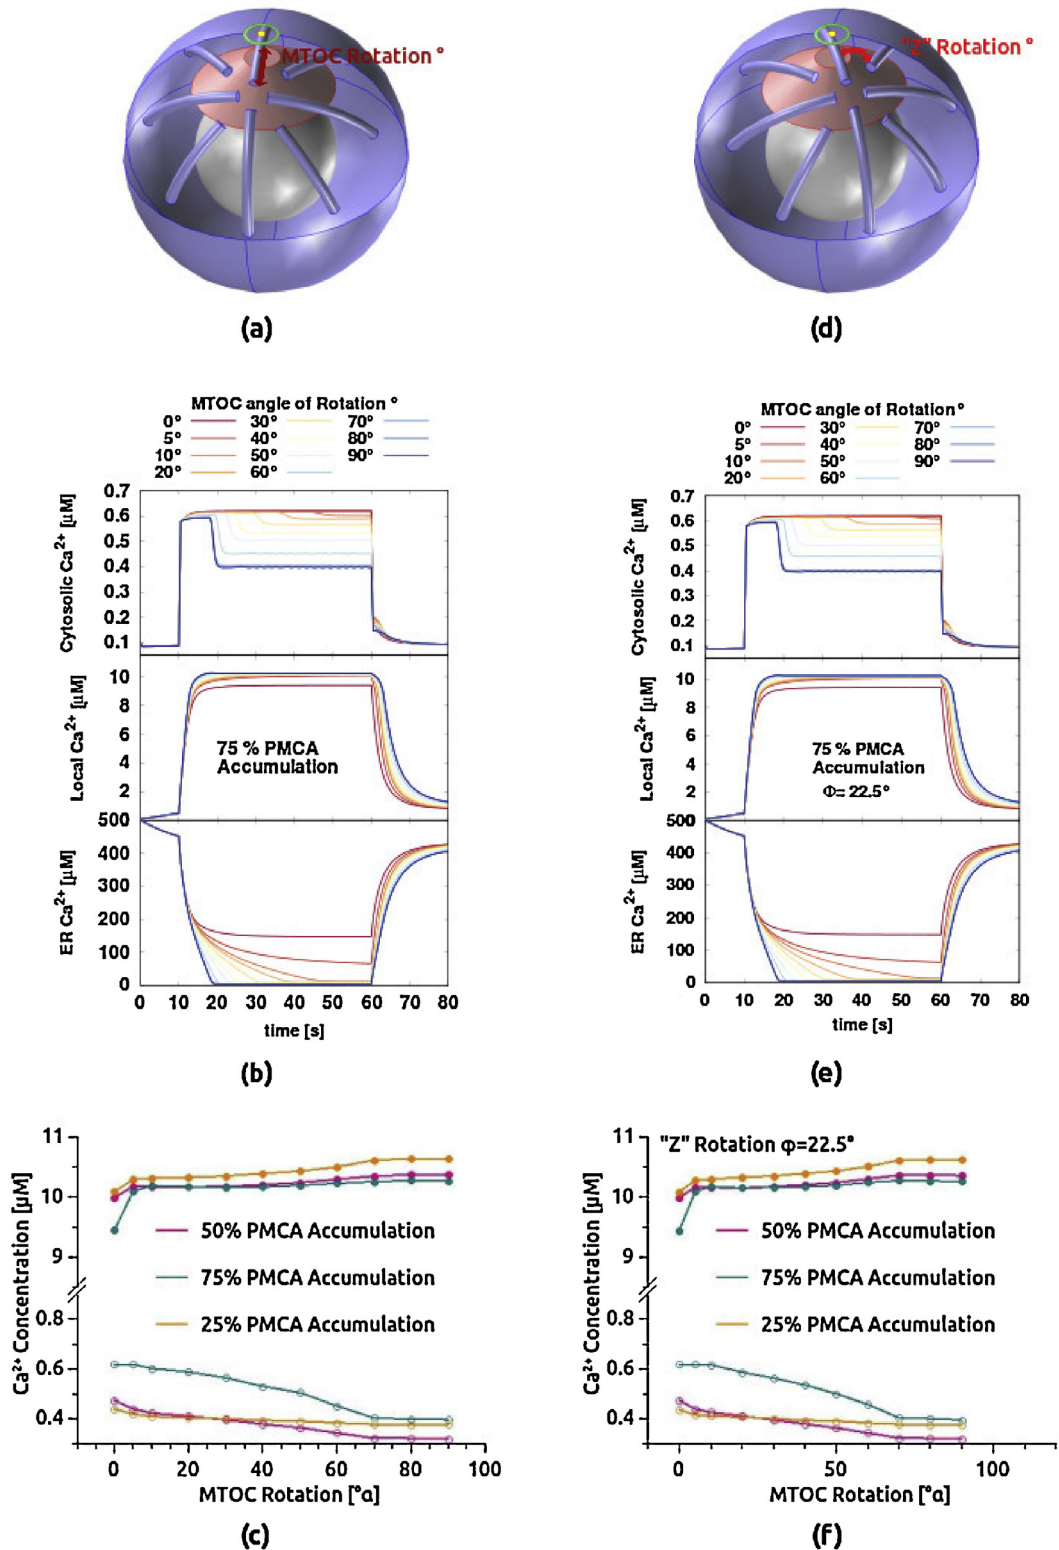 MTOC Rotation °
(a)
"Z" Rotation °
(d)
MTOC angle of Rotation °
0° 30° 70°
5° 40° 80°
10° 50° 90°
20° 60°
Cytosolic Ca²⁺ [μM]
0.7
0.6
0.5
0.4
0.3
0.2
0.1
Local Ca²⁺ [μM]
10
8
6
4
2
0
75 % PMCA
Accumulation
ER Ca²⁺ [μM]
500
400
300
200
100
0
0 10 20 30 40 50 60 70 80
time [s]
(b)
MTOC angle of Rotation °
0° 30° 70°
5° 40° 80°
10° 50° 90°
20° 60°
Cytosolic Ca²⁺ [μM]
0.7
0.6
0.5
0.4
0.3
0.2
0.1
Local Ca²⁺ [μM]
10
8
6
4
2
0
75 % PMCA
Accumulation
Φ= 22.5°
ER Ca²⁺ [μM]
500
400
300
200
100
0
0 10 20 30 40 50 60 70 80
time [s]
(e)
Ca²⁺ Concentration [μM]
11
10
9
0.8
0.6
0.4
50% PMCA Accumulation
75% PMCA Accumulation
25% PMCA Accumulation
0 20 40 60 80 100
MTOC Rotation [°α]
(c)
Ca²⁺ Concentration [μM]
11
10
9
0.8
0.6
0.4
"Z" Rotation φ=22.5°
50% PMCA Accumulation
75% PMCA Accumulation
25% PMCA Accumulation
0 50 100
MTOC Rotation [°α]
(f)